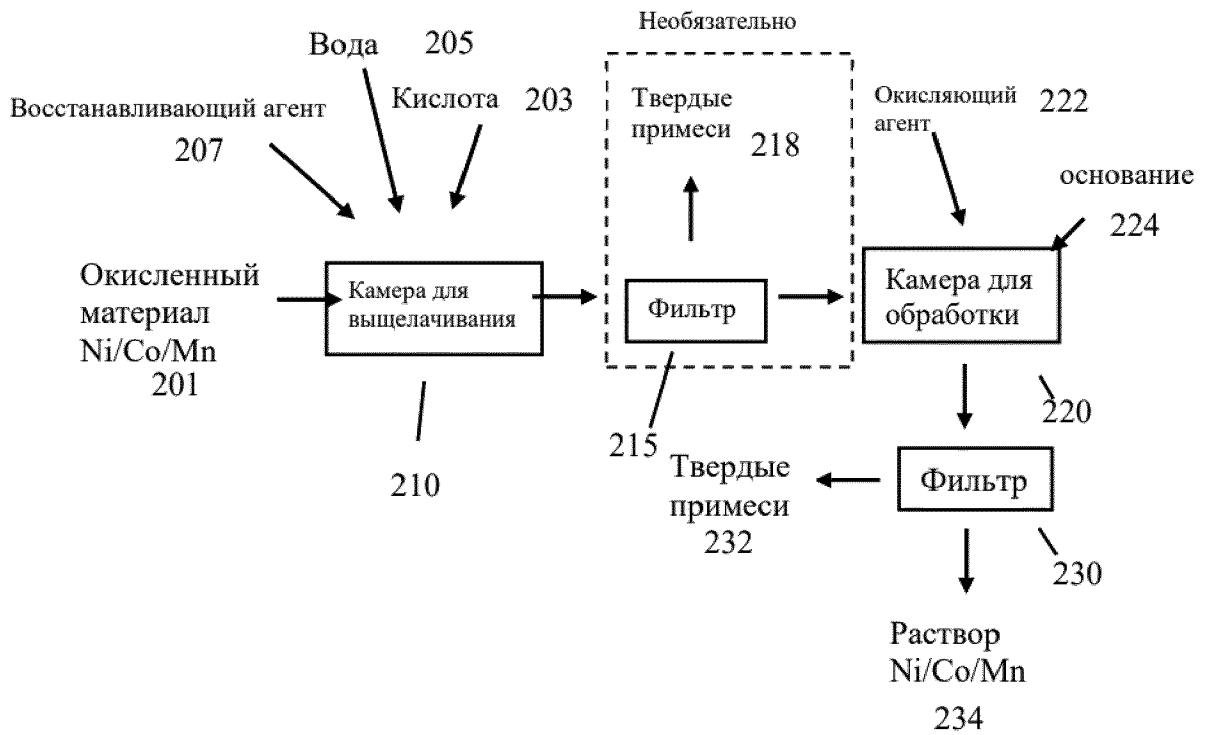 Необязательно
Вода 205
Кислота 203
Восстанавливающий агент
207
Твердые
примеси
218
Окисляющий
агент
222
основание
224
Окисленный
материал
Ni/Co/Mn
201
Камера для
выщелачивания
210
Фильтр
215
Камера для
обработки
220
Твердые
примеси
232
Фильтр
230
Раствор
Ni/Co/Mn
234